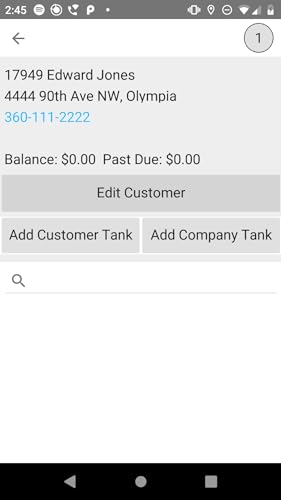 2:45
1
17949 Edward Jones
4444 90th Ave NW, Olympia
360-111-2222
Balance: $0.00 Past Due: $0.00
Edit Customer
Add Customer Tank Add Company Tank